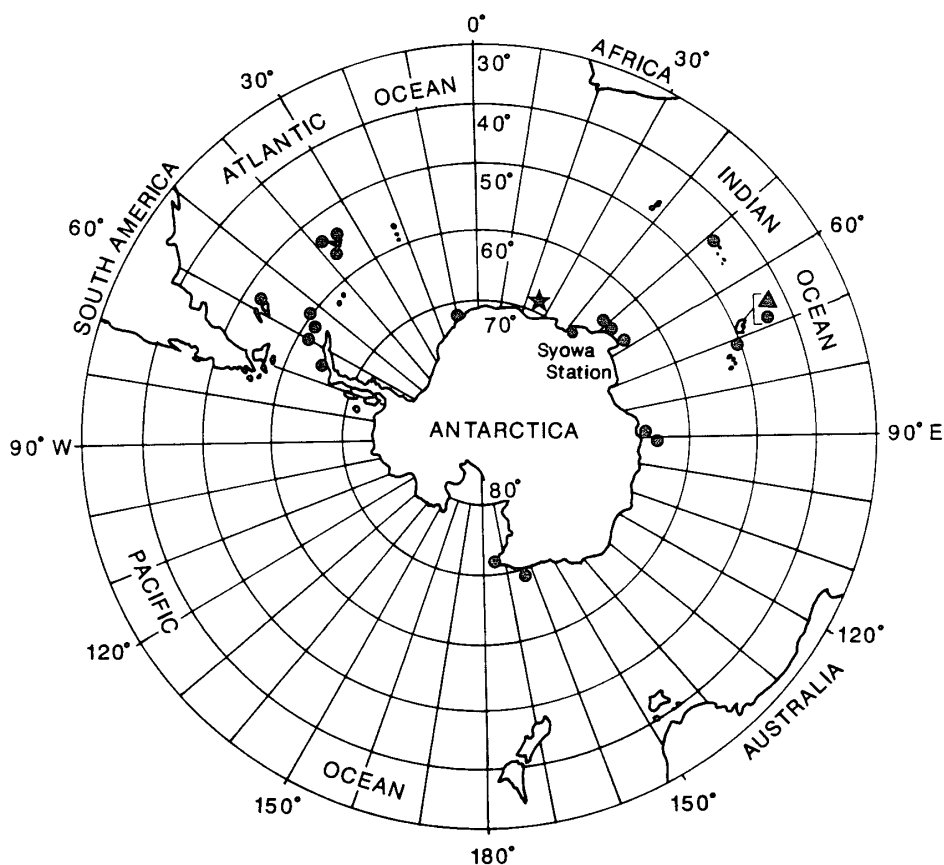 0°
AFRICA
30°
30°
30°
OCEAN
ATLANTIC
40°
50°
INDIAN
SOUTH AMERICA
60°
60°
60°
OCEAN
70°
Syowa
Station
ANTARCTICA
90° W
90° E
80°
PACIFIC
120°
120°
AUSTRALIA
OCEAN
150°
150°
180°